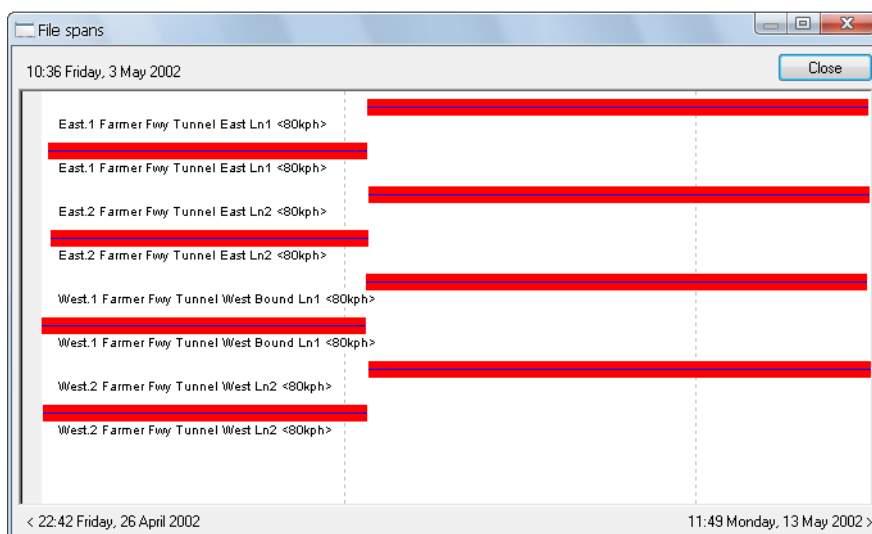 File spans
10:36 Friday, 3 May 2002
Close
East.1 Farmer Fwy Tunnel East Ln1 <80kph>
East.1 Farmer Fwy Tunnel East Ln1 <80kph>
East.2 Farmer Fwy Tunnel East Ln2 <80kph>
East.2 Farmer Fwy Tunnel East Ln2 <80kph>
West.1 Farmer Fwy Tunnel West Bound Ln1 <80kph>
West.1 Farmer Fwy Tunnel West Bound Ln1 <80kph>
West.2 Farmer Fwy Tunnel West Ln2 <80kph>
West.2 Farmer Fwy Tunnel West Ln2 <80kph>
< 22:42 Friday, 26 April 2002
11:49 Monday, 13 May 2002 >